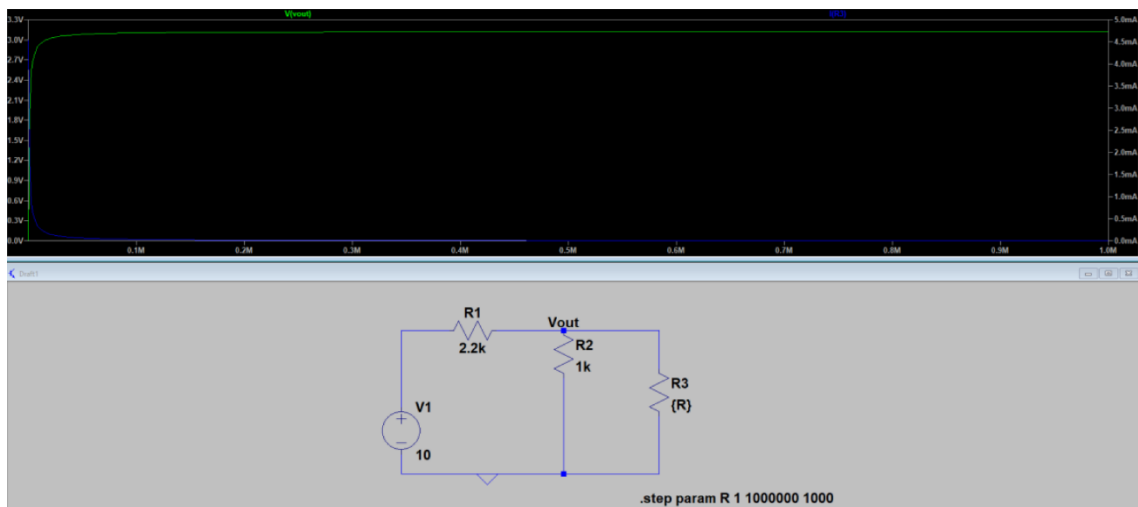 V(vout) I(R3)
3.3V 5.0mA
3.0V 4.5mA
2.7V 4.0mA
2.4V 3.5mA
2.1V 3.0mA
1.8V 2.5mA
1.5V 2.0mA
1.2V
0.9V 1.5mA
0.6V 1.0mA
0.3V 0.5mA
0.0V 0.0mA
0.1M 0.2M 0.3M 0.4M 0.5M 0.6M 0.7M 0.8M 0.9M 1.0M
Draft1
R1
Vout
2.2k
R2
1k
R3
{R}
V1
10
.step param R 1 1000000 1000